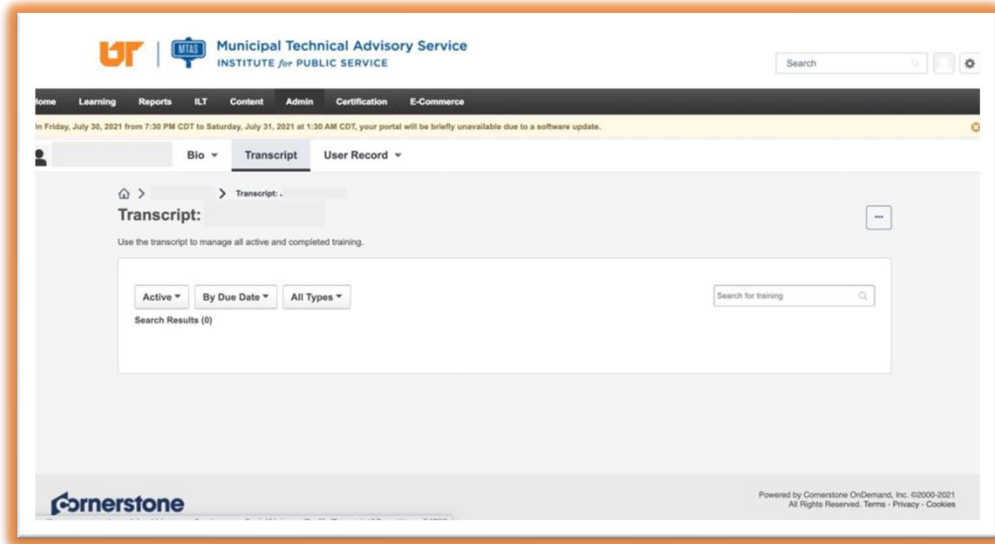 UT MTAS Municipal Technical Advisory Service
INSTITUTE for PUBLIC SERVICE
Search
Home Learning Reports ILT Content Admin Certification E-Commerce
On Friday, July 30, 2021 from 7:30 PM CDT to Saturday, July 31, 2021 at 1:30 AM CDT, your portal will be briefly unavailable due to a software update.
Bio Transcript User Record
Transcript:
Transcript:
Use the transcript to manage all active and completed training.
Active By Due Date All Types
Search for training
Search Results (0)
Cornerstone
Powered by Cornerstone OnDemand, Inc. ©2000-2021
All Rights Reserved. Terms - Privacy - Cookies